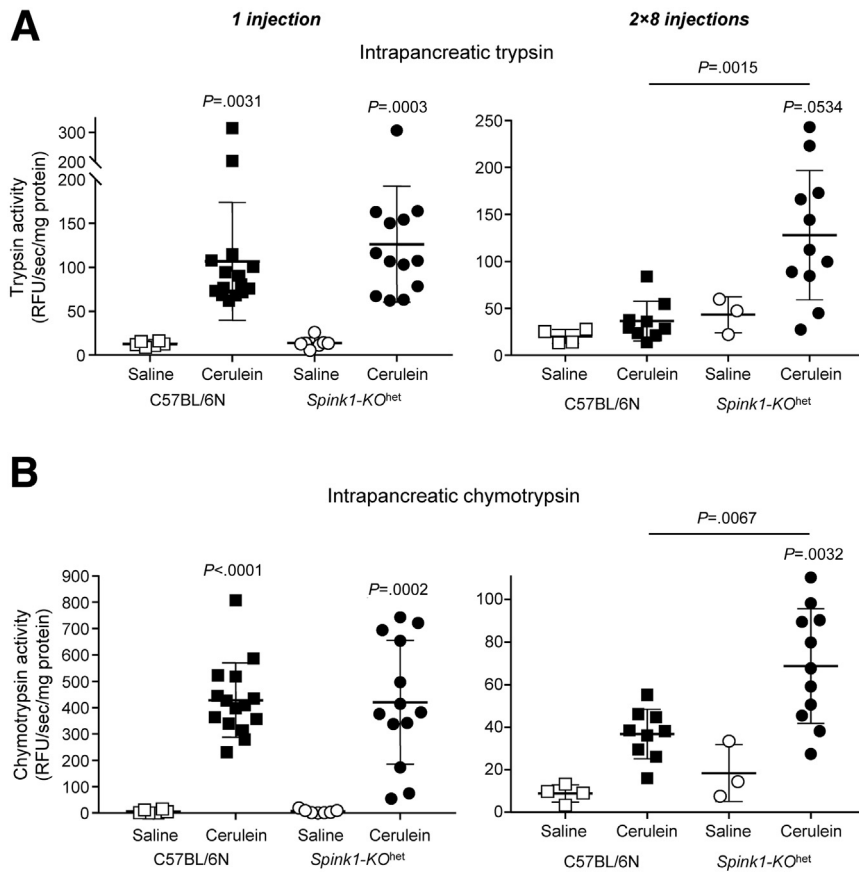 A
1 injection
2×8 injections
Intrapancreatic trypsin
P=.0015
P=.0031
P=.0003
P=.0534
Trypsin activity
(RFU/sec/mg protein)
300
200
200
150
100
50
0
250
200
150
100
50
0
Saline
Cerulein
Saline
Cerulein
C57BL/6N
Spink1-KOhet
Saline
Cerulein
Saline
Cerulein
C57BL/6N
Spink1-KOhet
B
Intrapancreatic chymotrypsin
P=.0067
P<.0001
P=.0002
P=.0032
Chymotrypsin activity
(RFU/sec/mg protein)
900
800
700
600
500
400
300
200
100
0
100
80
60
40
20
0
Saline
Cerulein
Saline
Cerulein
C57BL/6N
Spink1-KOhet
Saline
Cerulein
Saline
Cerulein
C57BL/6N
Spink1-KOhet